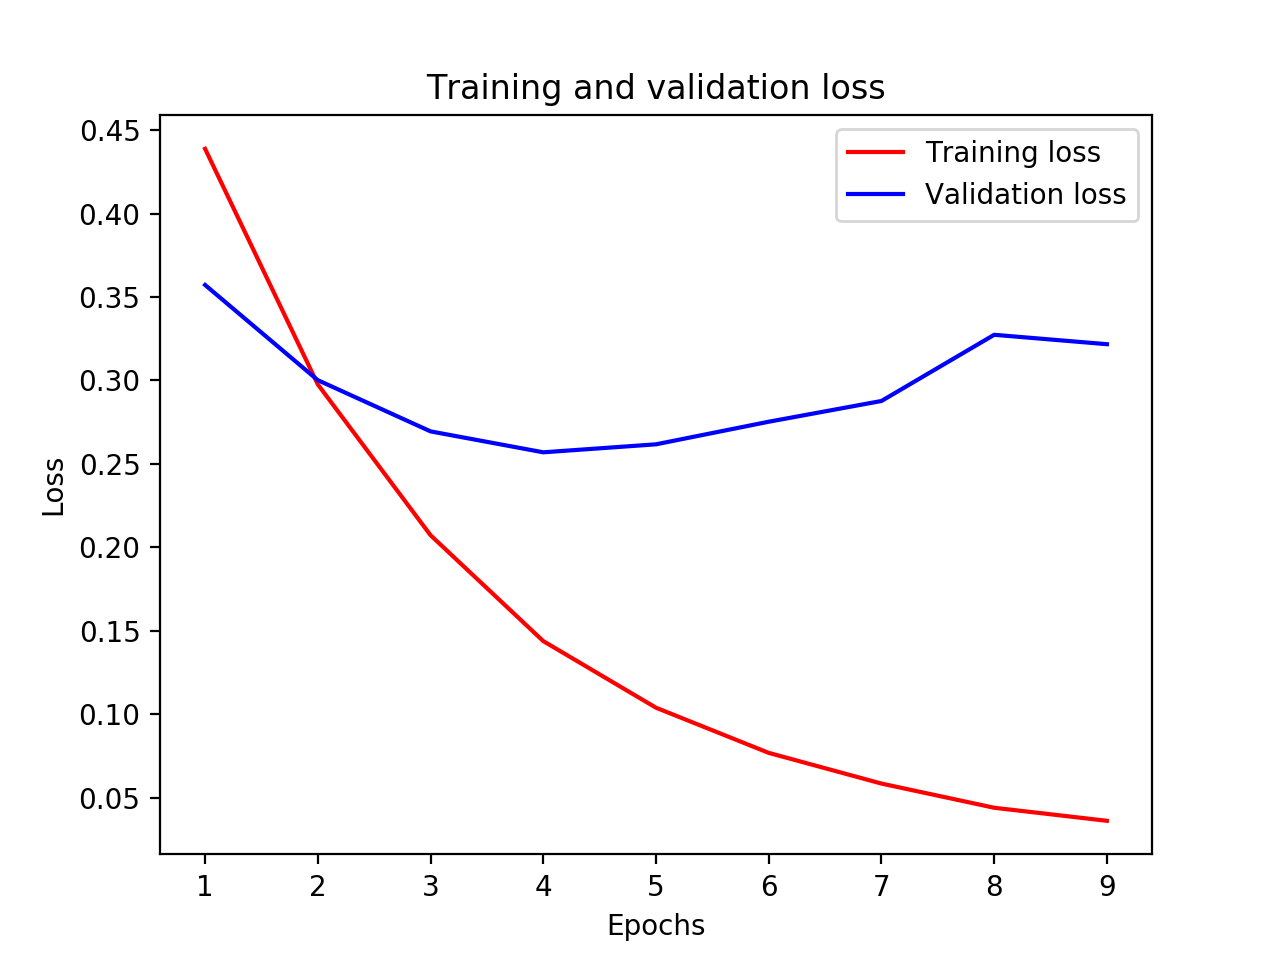 Training and validation loss
Training loss
Validation loss
0.45
0.40
0.35
0.30
0.25
0.20
0.15
0.10
0.05
Loss
1 2 3 4 5 6 7 8 9
Epochs